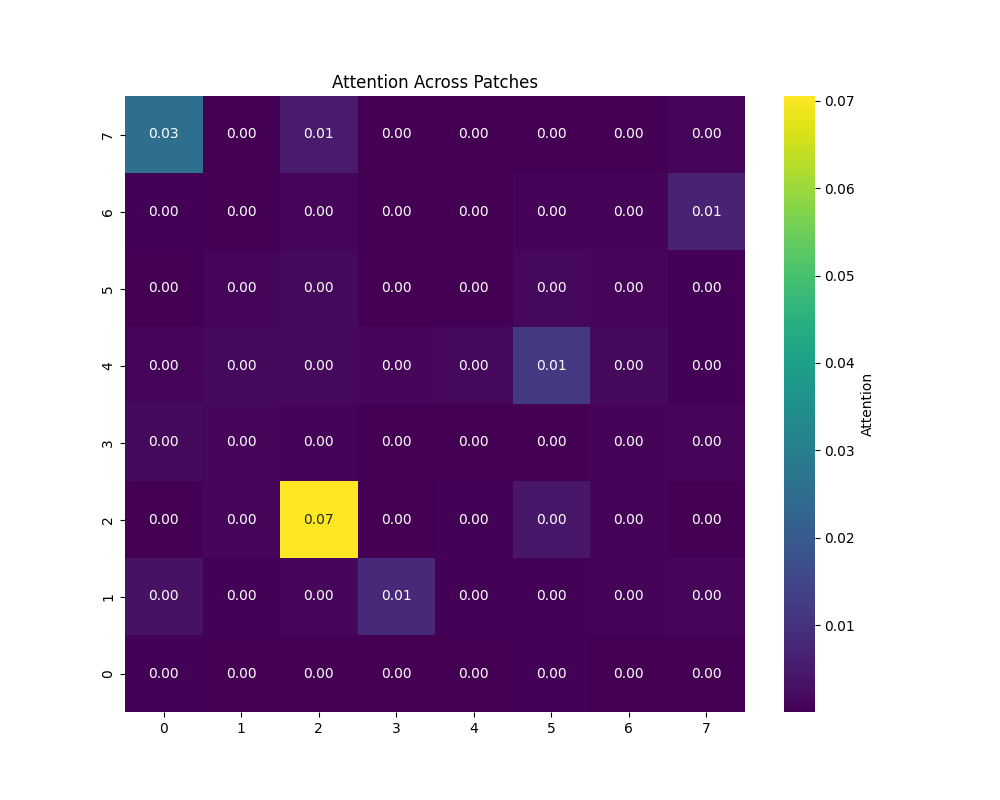 Attention Across Patches
7 0.03 0.00 0.01 0.00 0.00 0.00 0.00 0.00
6 0.00 0.00 0.00 0.00 0.00 0.00 0.00 0.01
5 0.00 0.00 0.00 0.00 0.00 0.00 0.00 0.00
4 0.00 0.00 0.00 0.00 0.00 0.01 0.00 0.00
3 0.00 0.00 0.00 0.00 0.00 0.00 0.00 0.00
2 0.00 0.00 0.07 0.00 0.00 0.00 0.00 0.00
1 0.00 0.00 0.00 0.01 0.00 0.00 0.00 0.00
0 0.00 0.00 0.00 0.00 0.00 0.00 0.00 0.00
0 1 2 3 4 5 6 7
0.07
0.06
0.05
0.04
0.03
0.02
0.01
Attention